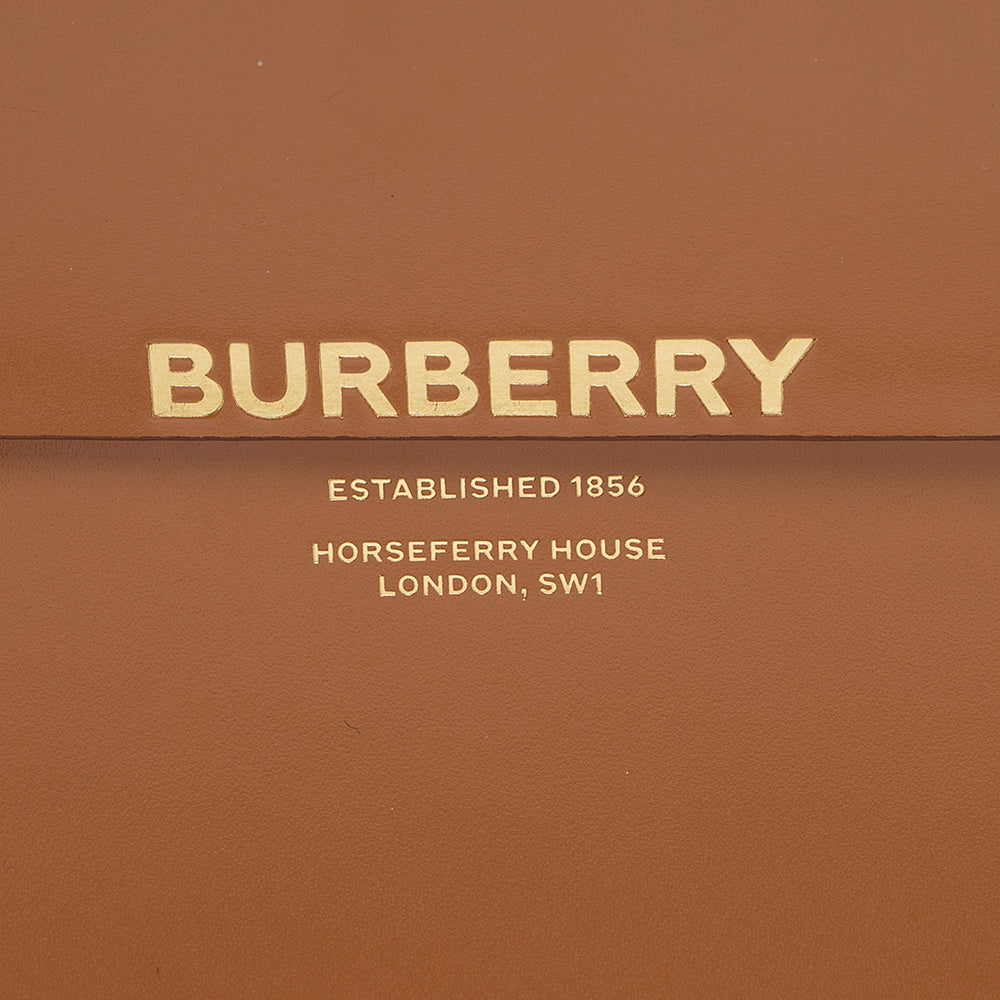 BURBERRY
ESTABLISHED 1856
HORSEFERRY HOUSE
LONDON, SW1